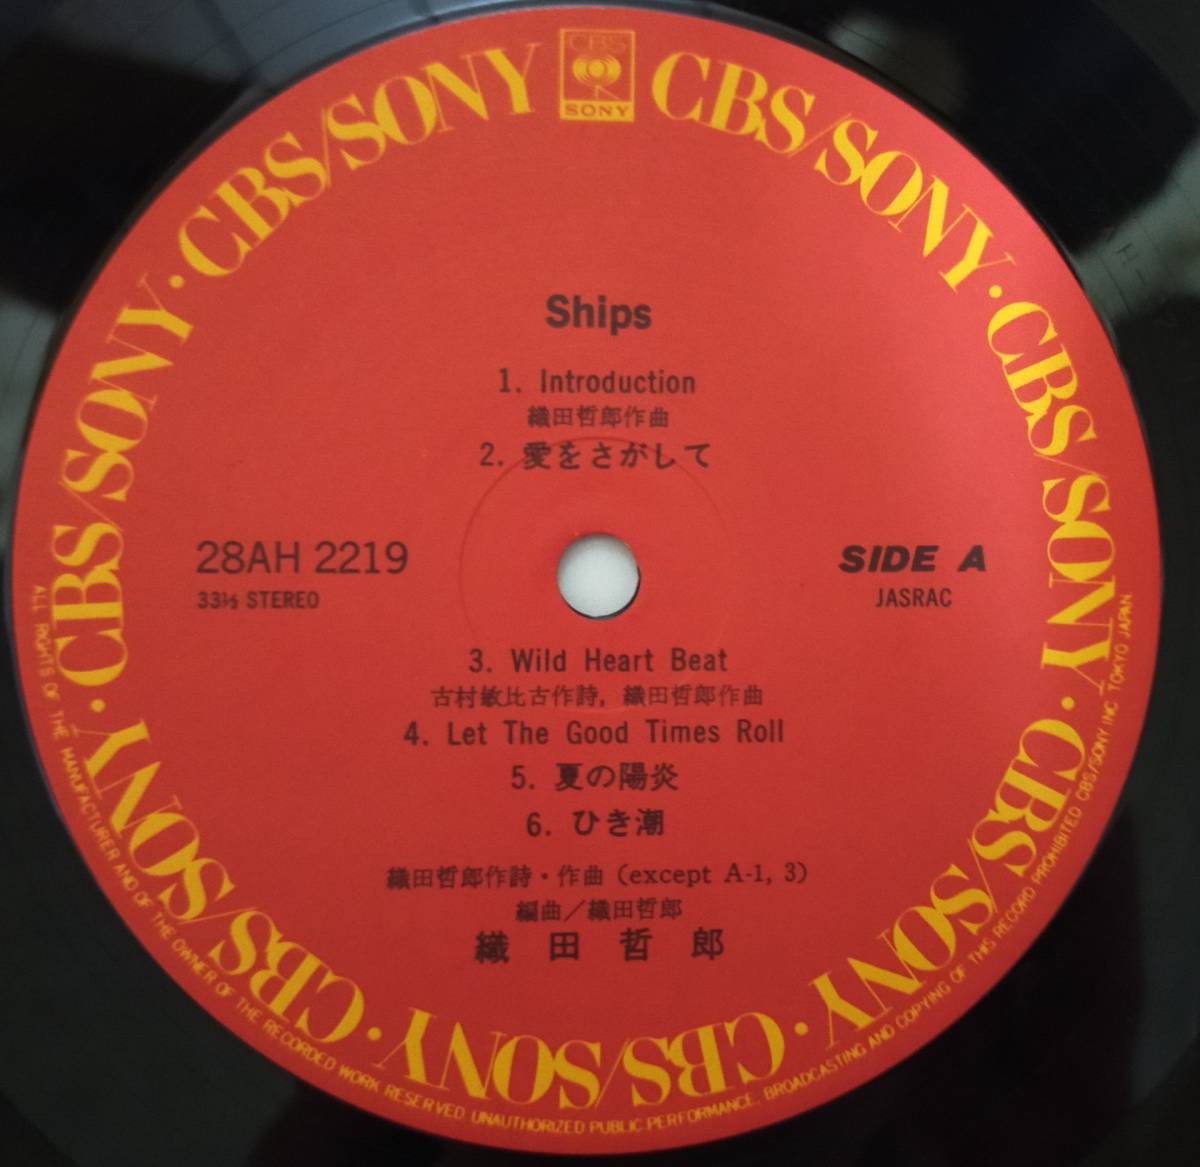 CBS
SONY
CBS/SONY · CBS/SONY · CBS/SONY · CBS/SONY · CBS/SONY · CBS/SONY · CBS/SONY · CBS/SONY · CBS/SONY
Ships
1. Introduction
織田哲郎作曲
2. 愛をさがして
28AH 2219
33⅓ STEREO
SIDE A
JASRAC
3. Wild Heart Beat
古村敏比古作詩, 織田哲郎作曲
4. Let The Good Times Roll
5. 夏の陽炎
6. ひき潮
織田哲郎作詩・作曲 (except A-1, 3)
編曲／織田哲郎
織田哲郎
ALL RIGHTS OF THE MANUFACTURER AND OF THE OWNER OF THE RECORDED WORK RESERVED UNAUTHORIZED PUBLIC PERFORMANCE, BROADCASTING AND COPYING OF THIS RECORD PROHIBITED CBS/SONY INC. TOKYO JAPAN.